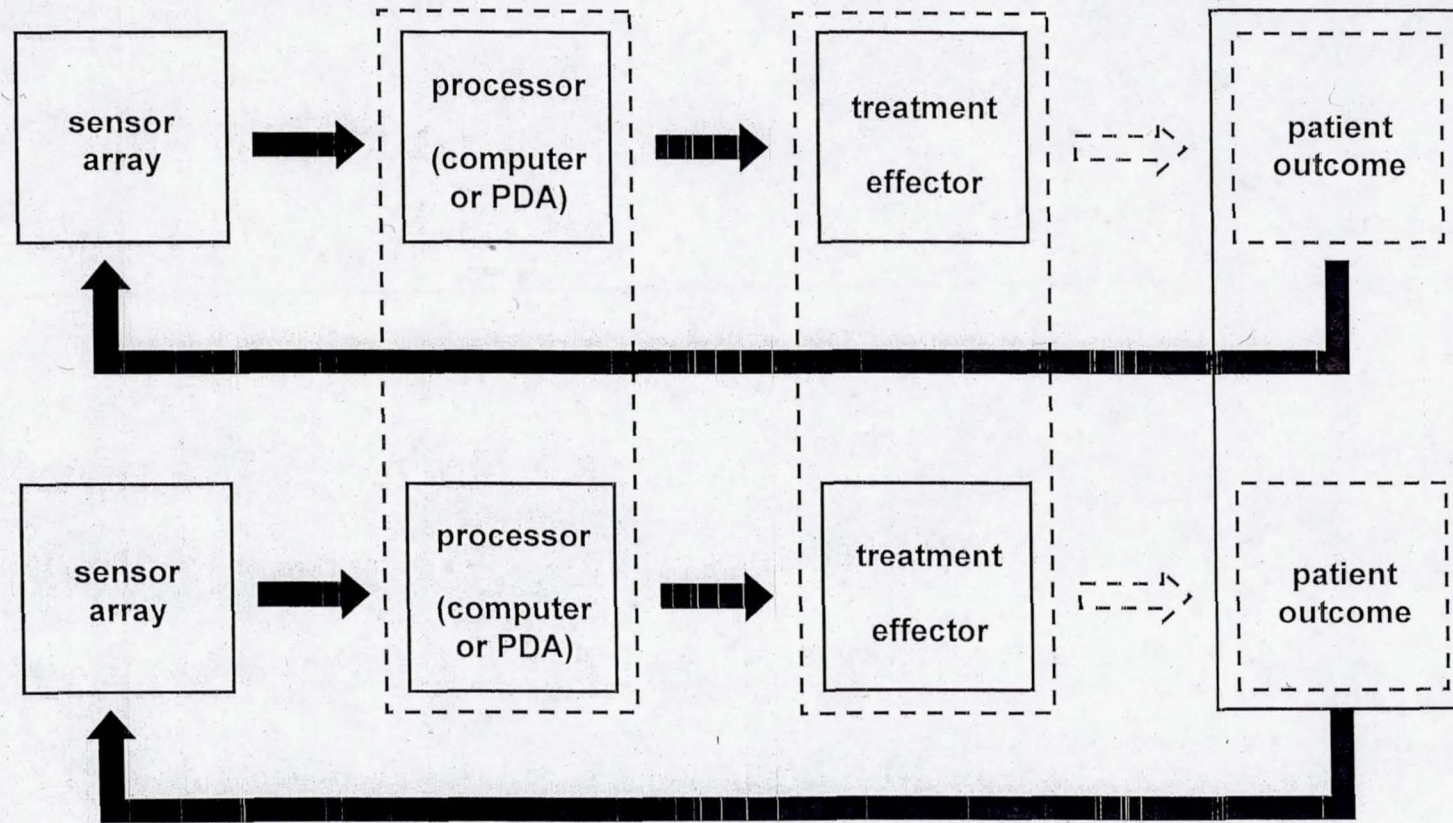 sensor
array
processor
(computer
or PDA)
treatment
effector
patient
outcome
sensor
array
processor
(computer
or PDA)
treatment
effector
patient
outcome